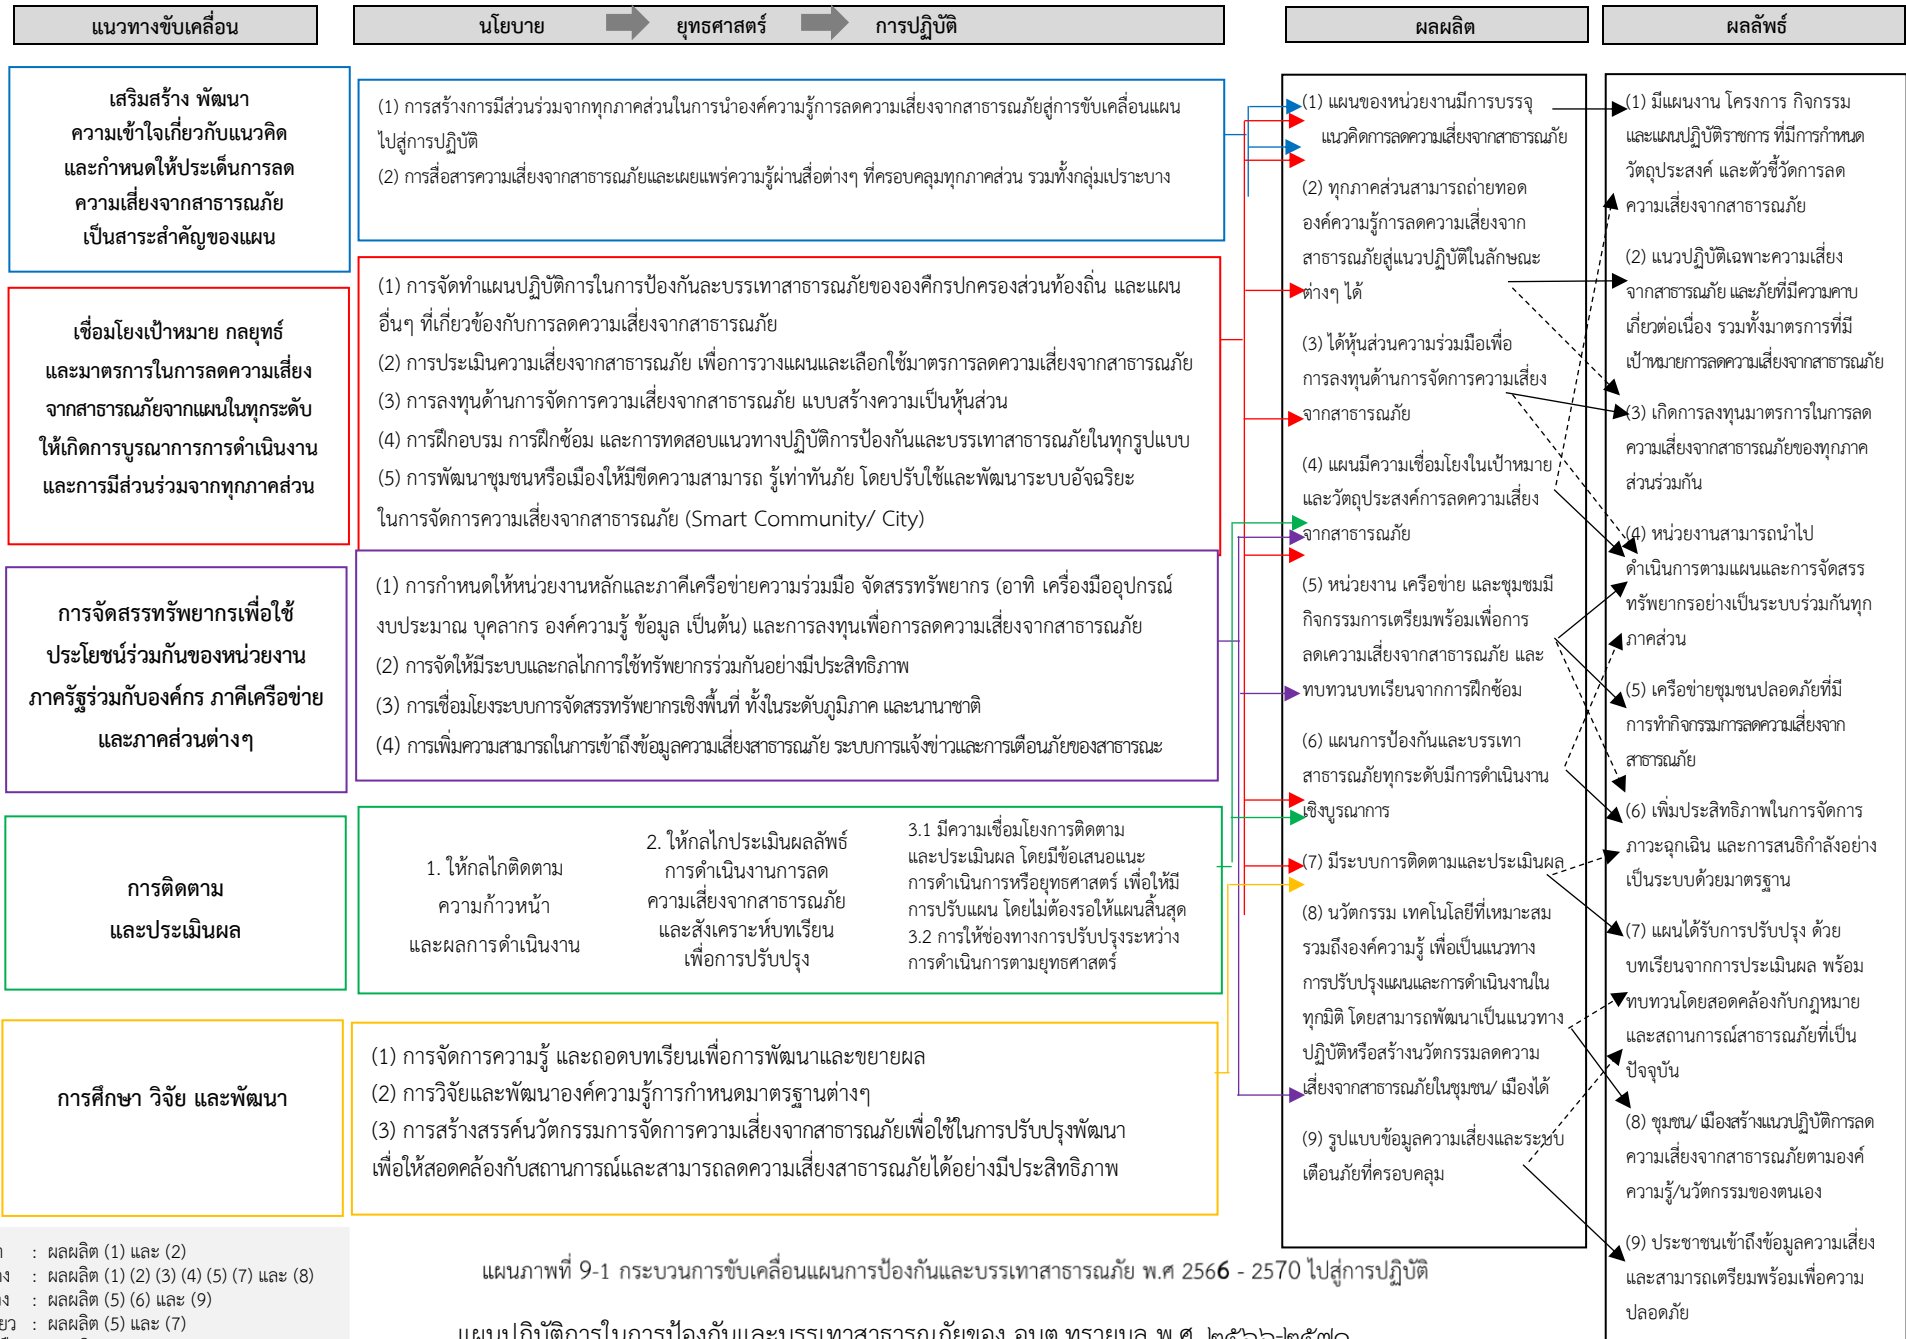 แนวทางขับเคลื่อน
นโยบาย ยุทธศาสตร์ การปฏิบัติ
ผลผลิต
ผลลัพธ์
เสริมสร้าง พัฒนา
ความเข้าใจเกี่ยวกับแนวคิด
และกำหนดให้ประเด็นการลด
ความเสี่ยงจากสาธารณภัย
เป็นสาระสำคัญของแผน
(1) การสร้างการมีส่วนร่วมจากทุกภาคส่วนในการนำองค์ความรู้การลดความเสี่ยงจากสาธารณภัยสู่การขับเคลื่อนแผน
ไปสู่การปฏิบัติ
(2) การสื่อสารความเสี่ยงจากสาธารณภัยและเผยแพร่ความรู้ผ่านสื่อต่างๆ ที่ครอบคลุมทุกภาคส่วน รวมทั้งกลุ่มเปราะบาง
เชื่อมโยงเป้าหมาย กลยุทธ์
และมาตรการในการลดความเสี่ยง
จากสาธารณภัยจากแผนในทุกระดับ
ให้เกิดการบูรณาการการดำเนินงาน
และการมีส่วนร่วมจากทุกภาคส่วน
(1) การจัดทำแผนปฏิบัติการในการป้องกันละบรรเทาสาธารณภัยขององค์กรปกครองส่วนท้องถิ่น และแผน
อื่นๆ ที่เกี่ยวข้องกับการลดความเสี่ยงจากสาธารณภัย
(2) การประเมินความเสี่ยงจากสาธารณภัย เพื่อการวางแผนและเลือกใช้มาตรการลดความเสี่ยงจากสาธารณภัย
(3) การลงทุนด้านการจัดการความเสี่ยงจากสาธารณภัย แบบสร้างความเป็นหุ้นส่วน
(4) การฝึกอบรม การฝึกซ้อม และการทดสอบแนวทางปฏิบัติการป้องกันและบรรเทาสาธารณภัยในทุกรูปแบบ
(5) การพัฒนาชุมชนหรือเมืองให้มีขีดความสามารถ รู้เท่าทันภัย โดยปรับใช้และพัฒนาระบบอัจฉริยะ
ในการจัดการความเสี่ยงจากสาธารณภัย (Smart Community/ City)
การจัดสรรทรัพยากรเพื่อใช้
ประโยชน์ร่วมกันของหน่วยงาน
ภาครัฐร่วมกับองค์กร ภาคีเครือข่าย
และภาคส่วนต่างๆ
(1) การกำหนดให้หน่วยงานหลักและภาคีเครือข่ายความร่วมมือ จัดสรรทรัพยากร (อาทิ เครื่องมืออุปกรณ์
งบประมาณ บุคลากร องค์ความรู้ ข้อมูล เป็นต้น) และการลงทุนเพื่อการลดความเสี่ยงจากสาธารณภัย
(2) การจัดให้มีระบบและกลไกการใช้ทรัพยากรร่วมกันอย่างมีประสิทธิภาพ
(3) การเชื่อมโยงระบบการจัดสรรทรัพยากรเชิงพื้นที่ ทั้งในระดับภูมิภาค และนานาชาติ
(4) การเพิ่มความสามารถในการเข้าถึงข้อมูลความเสี่ยงสาธารณภัย ระบบการแจ้งข่าวและการเตือนภัยของสาธารณะ
การติดตาม
และประเมินผล
1. ให้กลไกติดตาม
ความก้าวหน้า
และผลการดำเนินงาน
2. ให้กลไกประเมินผลลัพธ์
การดำเนินงานการลด
ความเสี่ยงจากสาธารณภัย
และสังเคราะห์บทเรียน
เพื่อการปรับปรุง
3.1 มีความเชื่อมโยงการติดตาม
และประเมินผล โดยมีข้อเสนอแนะ
การดำเนินการหรือยุทธศาสตร์ เพื่อให้มี
การปรับแผน โดยไม่ต้องรอให้แผนสิ้นสุด
3.2 การให้ช่องทางการปรับปรุงระหว่าง
การดำเนินการตามยุทธศาสตร์
การศึกษา วิจัย และพัฒนา
(1) การจัดการความรู้ และถอดบทเรียนเพื่อการพัฒนาและขยายผล
(2) การวิจัยและพัฒนาองค์ความรู้การกำหนดมาตรฐานต่างๆ
(3) การสร้างสรรค์นวัตกรรมการจัดการความเสี่ยงจากสาธารณภัยเพื่อใช้ในการปรับปรุงพัฒนา
เพื่อให้สอดคล้องกับสถานการณ์และสามารถลดความเสี่ยงสาธารณภัยได้อย่างมีประสิทธิภาพ
(1) แผนของหน่วยงานมีการบรรจุ
แนวคิดการลดความเสี่ยงจากสาธารณภัย
(2) ทุกภาคส่วนสามารถถ่ายทอด
องค์ความรู้การลดความเสี่ยงจาก
สาธารณภัยสู่แนวปฏิบัติในลักษณะ
ต่างๆ ได้
(3) ได้หุ้นส่วนความร่วมมือเพื่อ
การลงทุนด้านการจัดการความเสี่ยง
จากสาธารณภัย
(4) แผนมีความเชื่อมโยงในเป้าหมาย
และวัตถุประสงค์การลดความเสี่ยง
จากสาธารณภัย
(5) หน่วยงาน เครือข่าย และชุมชนมี
กิจกรรมการเตรียมพร้อมเพื่อการ
ลดเความเสี่ยงจากสาธารณภัย และ
ทบทวนบทเรียนจากการฝึกซ้อม
(6) แผนการป้องกันและบรรเทา
สาธารณภัยทุกระดับมีการดำเนินงาน
เชิงบูรณาการ
(7) มีระบบการติดตามและประเมินผล
(8) นวัตกรรม เทคโนโลยีที่เหมาะสม
รวมถึงองค์ความรู้ เพื่อเป็นแนวทาง
การปรับปรุงแผนและการดำเนินงานใน
ทุกมิติ โดยสามารถพัฒนาเป็นแนวทาง
ปฏิบัติหรือสร้างนวัตกรรมลดความ
เสี่ยงจากสาธารณภัยในชุมชน/ เมืองได้
(9) รูปแบบข้อมูลความเสี่ยงและระบบ
เตือนภัยที่ครอบคลุม
(1) มีแผนงาน โครงการ กิจกรรม
และแผนปฏิบัติราชการ ที่มีการกำหนด
วัตถุประสงค์ และตัวชี้วัดการลด
ความเสี่ยงจากสาธารณภัย
(2) แนวปฏิบัติเฉพาะความเสี่ยง
จากสาธารณภัย และภัยที่มีความคาบ
เกี่ยวต่อเนื่อง รวมทั้งมาตรการที่มี
เป้าหมายการลดความเสี่ยงจากสาธารณภัย
(3) เกิดการลงทุนมาตรการในการลด
ความเสี่ยงจากสาธารณภัยของทุกภาค
ส่วนร่วมกัน
(4) หน่วยงานสามารถนำไป
ดำเนินการตามแผนและการจัดสรร
ทรัพยากรอย่างเป็นระบบร่วมกันทุก
ภาคส่วน
(5) เครือข่ายชุมชนปลอดภัยที่มี
การทำกิจกรรมการลดความเสี่ยงจาก
สาธารณภัย
(6) เพิ่มประสิทธิภาพในการจัดการ
ภาวะฉุกเฉิน และการสนธิกำลังอย่าง
เป็นระบบด้วยมาตรฐาน
(7) แผนได้รับการปรับปรุง ด้วย
บทเรียนจากการประเมินผล พร้อม
ทบทวนโดยสอดคล้องกับกฎหมาย
และสถานการณ์สาธารณภัยที่เป็น
ปัจจุบัน
(8) ชุมชน/ เมืองสร้างแนวปฏิบัติการลด
ความเสี่ยงจากสาธารณภัยตามองค์
ความรู้/นวัตกรรมของตนเอง
(9) ประชาชนเข้าถึงข้อมูลความเสี่ยง
และสามารถเตรียมพร้อมเพื่อความ
ปลอดภัย
: ผลผลิต (1) และ (2)
: ผลผลิต (1) (2) (3) (4) (5) (7) และ (8)
: ผลผลิต (5) (6) และ (9)
: ผลผลิต (5) และ (7)
แผนภาพที่ 9-1 กระบวนการขับเคลื่อนแผนการป้องกันและบรรเทาสาธารณภัย พ.ศ 2566 - 2570 ไปสู่การปฏิบัติ
แผนปฏิบัติการในการป้องกันและบรรเทาสาธารณภัยของ อบต.ทรายมูล พ.ศ. ๒๕๖๖-๒๕๗๐